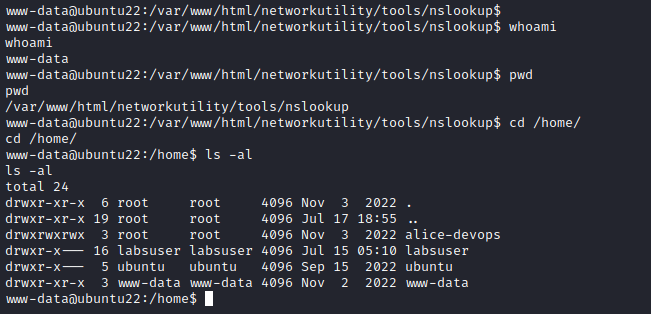 www-data@ubuntu22:/var/www/html/networkutility/tools/nslookup$
www-data@ubuntu22:/var/www/html/networkutility/tools/nslookup$ whoami
whoami
www-data
www-data@ubuntu22:/var/www/html/networkutility/tools/nslookup$ pwd
pwd
/var/www/html/networkutility/tools/nslookup
www-data@ubuntu22:/var/www/html/networkutility/tools/nslookup$ cd /home/
cd /home/
www-data@ubuntu22:/home$ ls -al
ls -al
total 24
drwxr-xr-x  6 root     root     4096 Nov  3  2022 .
drwxr-xr-x 19 root     root     4096 Jul 17 18:55 ..
drwxrwxrwx  3 root     root     4096 Nov  3  2022 alice-devops
drwxr-x--- 16 labsuser labsuser 4096 Jul 15 05:10 labsuser
drwxr-x---  5 ubuntu   ubuntu   4096 Sep 15  2022 ubuntu
drwxr-xr-x  3 www-data www-data 4096 Nov  2  2022 www-data
www-data@ubuntu22:/home$